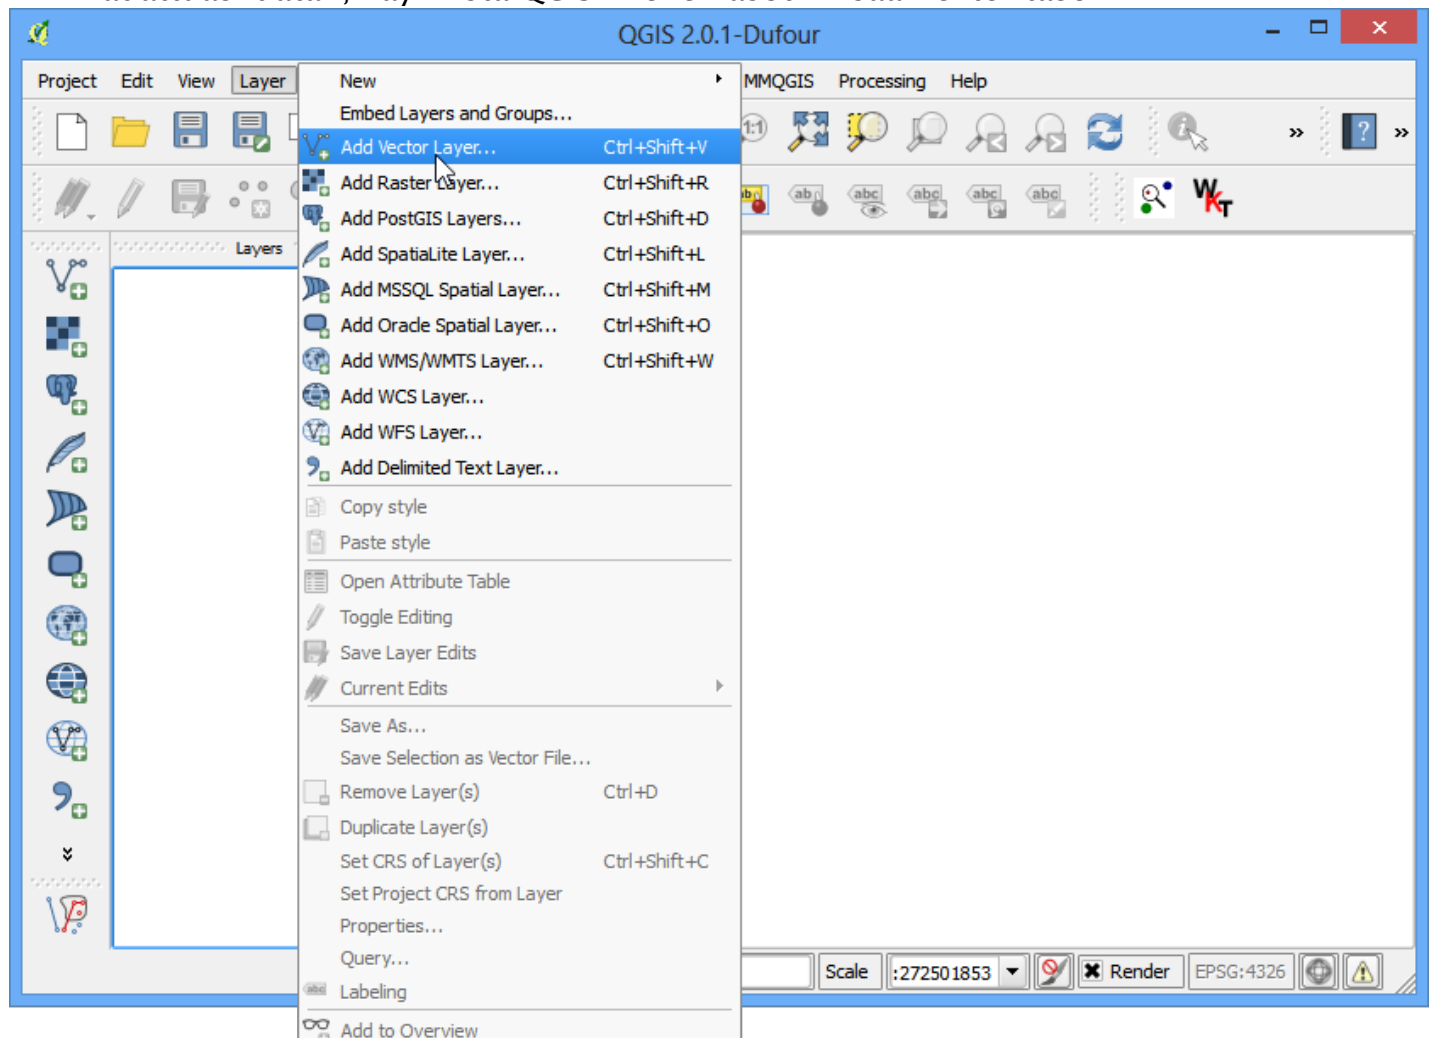 QGIS 2.0.1-Dufour
Project Edit View Layer MMQGIS Processing Help
New
Embed Layers and Groups...
Add Vector Layer... Ctrl+Shift+V
Add Raster Layer... Ctrl+Shift+R
Add PostGIS Layers... Ctrl+Shift+D
Layers
Add SpatiaLite Layer... Ctrl+Shift+L
Add MSSQL Spatial Layer... Ctrl+Shift+M
Add Oracle Spatial Layer... Ctrl+Shift+O
Add WMS/WMTS Layer... Ctrl+Shift+W
Add WCS Layer...
Add WFS Layer...
Add Delimited Text Layer...
Copy style
Paste style
Open Attribute Table
Toggle Editing
Save Layer Edits
Current Edits
Save As...
Save Selection as Vector File...
Remove Layer(s) Ctrl+D
Duplicate Layer(s)
Set CRS of Layer(s) Ctrl+Shift+C
Set Project CRS from Layer
Properties...
Query...
Scale :272501853 Render EPSG:4326
Labeling
Add to Overview